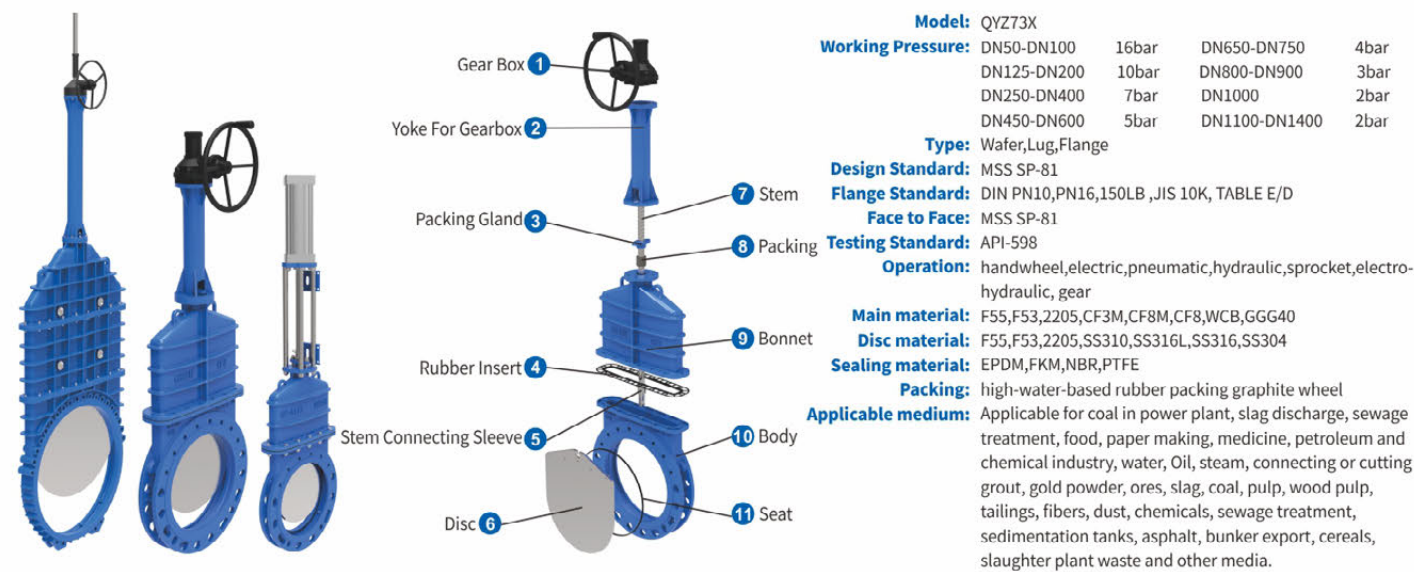 Gear Box 1
Yoke For Gearbox 2
7 Stem
Packing Gland 3
8 Packing
9 Bonnet
Rubber Insert 4
Stem Connecting Sleeve 5
10 Body
Disc 6
11 Seat
Model: QYZ73X
Working Pressure: DN50-DN100 16bar DN650-DN750 4bar
DN125-DN200 10bar DN800-DN900 3bar
DN250-DN400 7bar DN1000 2bar
DN450-DN600 5bar DN1100-DN1400 2bar
Type: Wafer,Lug,Flange
Design Standard: MSS SP-81
Flange Standard: DIN PN10,PN16,150LB ,JIS 10K, TABLE E/D
Face to Face: MSS SP-81
Testing Standard: API-598
Operation: handwheel,electric,pneumatic,hydraulic,sprocket,electro-
hydraulic, gear
Main material: F55,F53,2205,CF3M,CF8M,CF8,WCB,GGG40
Disc material: F55,F53,2205,SS310,SS316L,SS316,SS304
Sealing material: EPDM,FKM,NBR,PTFE
Packing: high-water-based rubber packing graphite wheel
Applicable medium: Applicable for coal in power plant, slag discharge, sewage
treatment, food, paper making, medicine, petroleum and
chemical industry, water, Oil, steam, connecting or cutting
grout, gold powder, ores, slag, coal, pulp, wood pulp,
tailings, fibers, dust, chemicals, sewage treatment,
sedimentation tanks, asphalt, bunker export, cereals,
slaughter plant waste and other media.